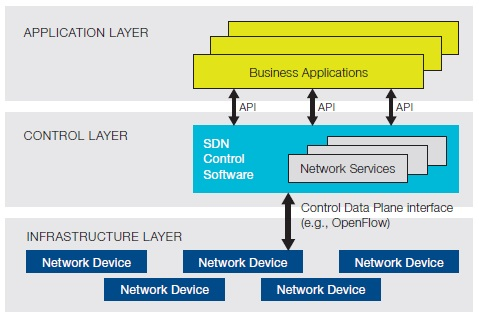 APPLICATION LAYER
Business Applications
API
API
API
CONTROL LAYER
SDN
Control
Software
Network Services
Control Data Plane interface
(e.g., OpenFlow)
INFRASTRUCTURE LAYER
Network Device
Network Device
Network Device
Network Device
Network Device